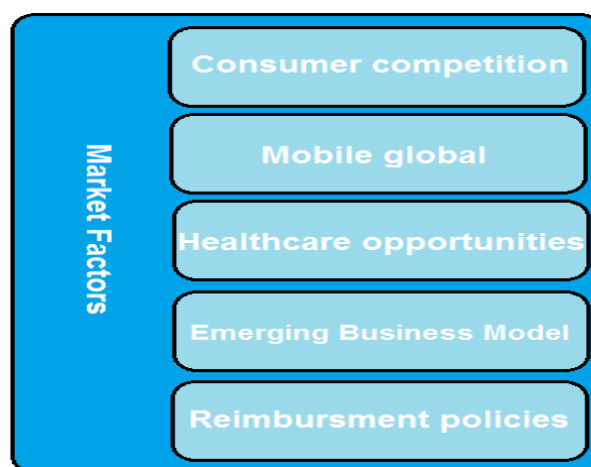 Market Factors
Consumer competition
Mobile global
Healthcare opportunities
Emerging Business Model
Reimbursment policies